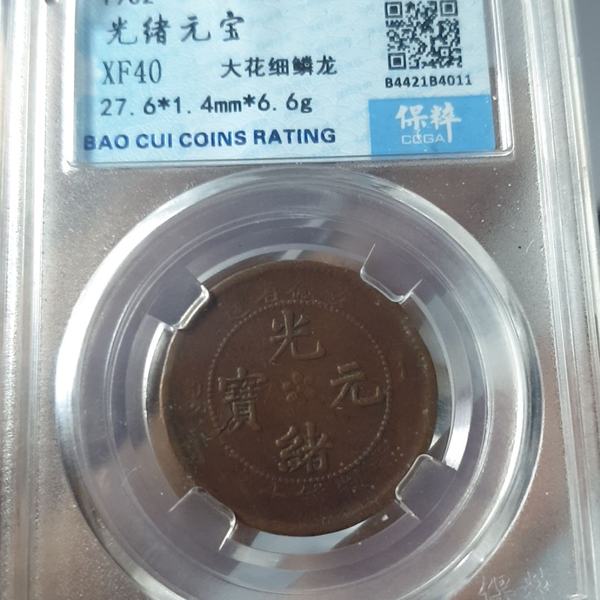 1902
光绪元宝
XF40 大花细鳞龙
27.6*1.4mm*6.6g
B4421B4011
BAO CUI COINS RATING
保粹
CCGA
光
寶 元
緒